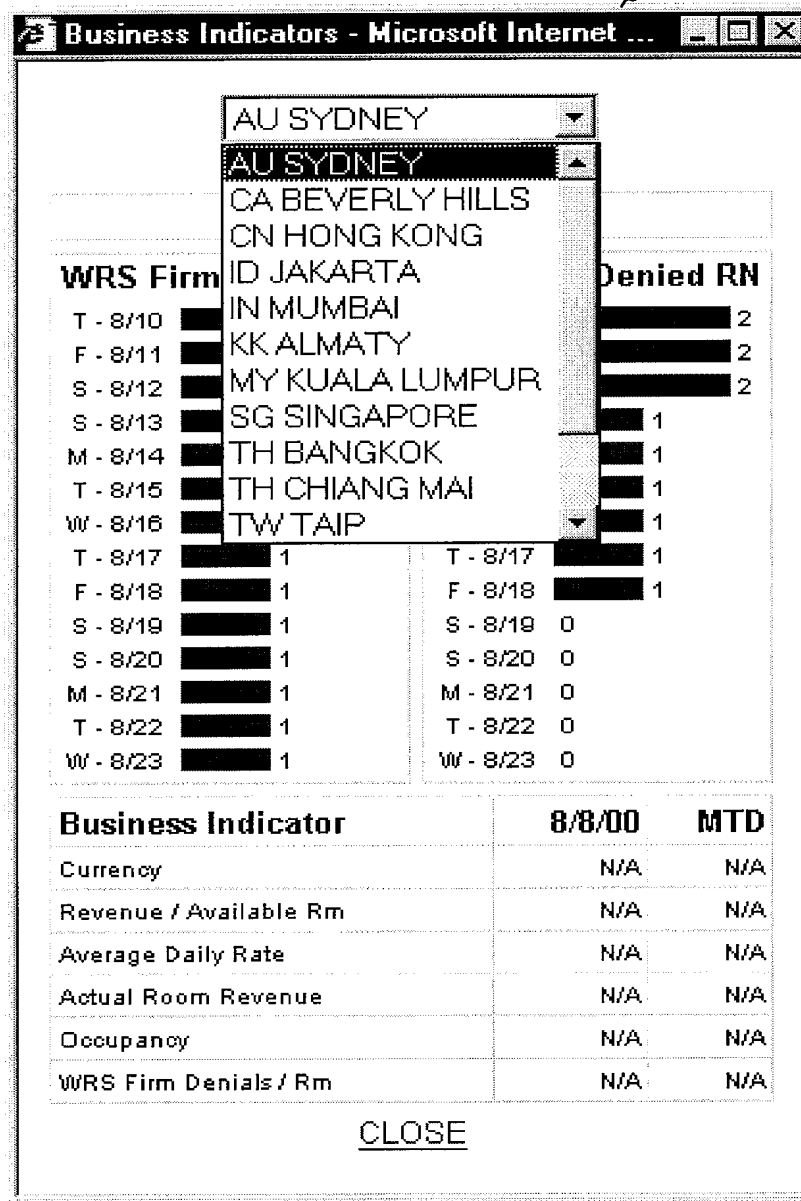 Business Indicators - Microsoft Internet ...
AU SYDNEY
AU SYDNEY
CA BEVERLY HILLS
CN HONG KONG
ID JAKARTA
IN MUMBAI
KK ALMATY
MY KUALA LUMPUR
SG SINGAPORE
TH BANGKOK
TH CHIANG MAI
TW TAIP
WRS Firm
T - 8/10
F - 8/11
S - 8/12
S - 8/13
M - 8/14
T - 8/15
W - 8/16
T - 8/17 1
F - 8/18 1
S - 8/19 1
S - 8/20 1
M - 8/21 1
T - 8/22 1
W - 8/23 1
Denied RN
2
2
2
1
1
1
1
T - 8/17 1
F - 8/18 1
S - 8/19 0
S - 8/20 0
M - 8/21 0
T - 8/22 0
W - 8/23 0
Business Indicator 8/8/00 MTD
Currency N/A N/A
Revenue / Available Rm N/A N/A
Average Daily Rate N/A N/A
Actual Room Revenue N/A N/A
Occupancy N/A N/A
WRS Firm Denials / Rm N/A N/A
CLOSE